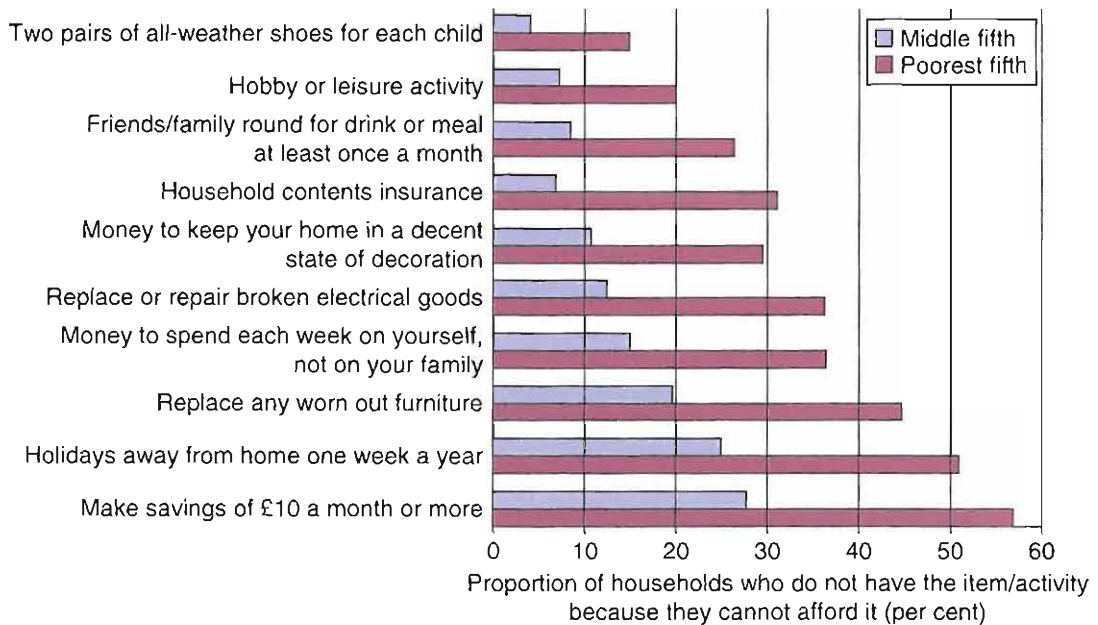 Two pairs of all-weather shoes for each child
Hobby or leisure activity
Friends/family round for drink or meal
at least once a month
Household contents insurance
Money to keep your home in a decent
state of decoration
Replace or repair broken electrical goods
Money to spend each week on yourself,
not on your family
Replace any worn out furniture
Holidays away from home one week a year
Make savings of £10 a month or more
Middle fifth
Poorest fifth
0 10 20 30 40 50 60
Proportion of households who do not have the item/activity
because they cannot afford it (per cent)